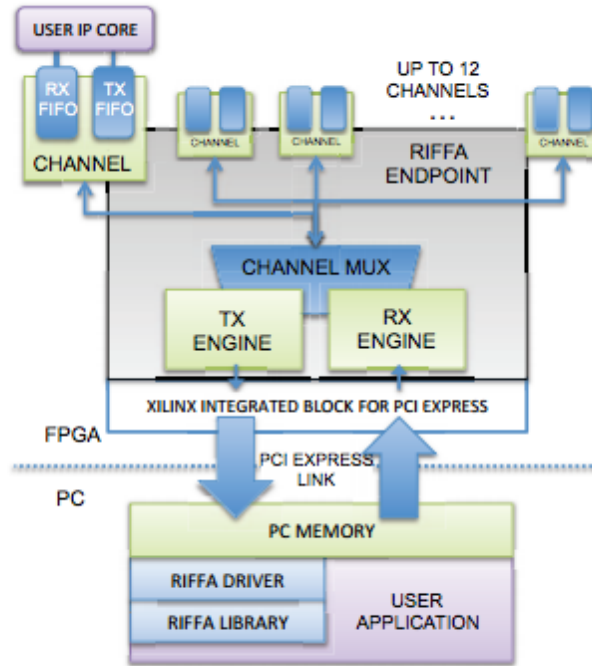 USER IP CORE
RX TX
FIFO FIFO
CHANNEL
CHANNEL
CHANNEL
UP TO 12
CHANNELS
...
CHANNEL
RIFFA
ENDPOINT
CHANNEL MUX
TX
ENGINE
RX
ENGINE
XILINX INTEGRATED BLOCK FOR PCI EXPRESS
FPGA
PCI EXPRESS
LINK
PC
PC MEMORY
RIFFA DRIVER
RIFFA LIBRARY
USER
APPLICATION